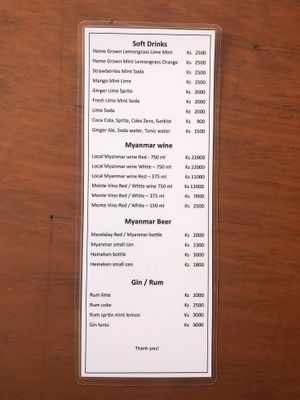 Soft Drinks
Home Grown Lemongrass Lime Mint Ks 2500
Home Grown Mint Lemongrass Orange Ks 2500
Strawberries Mint Soda Ks 2500
Mango Mint Lime Ks 2500
Ginger Lime Sprite Ks 2000
Fresh Lime Mint Soda Ks 2000
Lime Soda Ks 2000
Coca Cola, Sprite, Coke Zero, Sunkist Ks 900
Ginger Ale, Soda water, Tonic water Ks 1500
Myanmar wine
Local Myanmar wine Red - 750 ml Ks 22000
Local Myanmar wine White - 750 ml Ks 22000
Local Myanmar wine Red - 375 ml Ks 11000
Monte Vino Red / White wine 750 ml Ks 13000
Monte Vino Red / White - 375 ml Ks 7000
Monte Vino Red / White - 150 ml Ks 2500
Myanmar Beer
Mandalay Red / Myanmar bottle Ks 2000
Myanmar small can Ks 1300
Heineken bottle Ks 3000
Heineken small can Ks 1800
Gin / Rum
Rum lime Ks 2000
Rum coke Ks 2500
Rum sprite mint lemon Ks 3000
Gin tonic Ks 3000
Thank you!